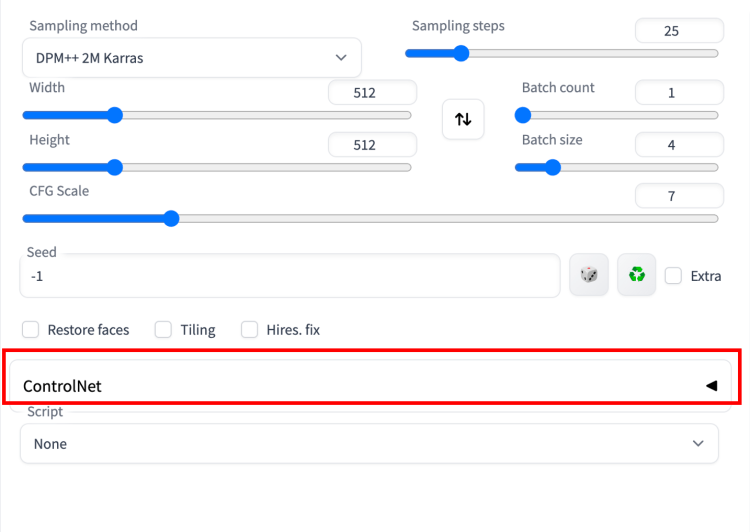 Sampling method
Sampling steps
25
DPM++ 2M Karras
Width
512
Batch count
1
Height
512
Batch size
4
CFG Scale
7
Seed
-1
Extra
Restore faces
Tiling
Hires. fix
ControlNet
Script
None